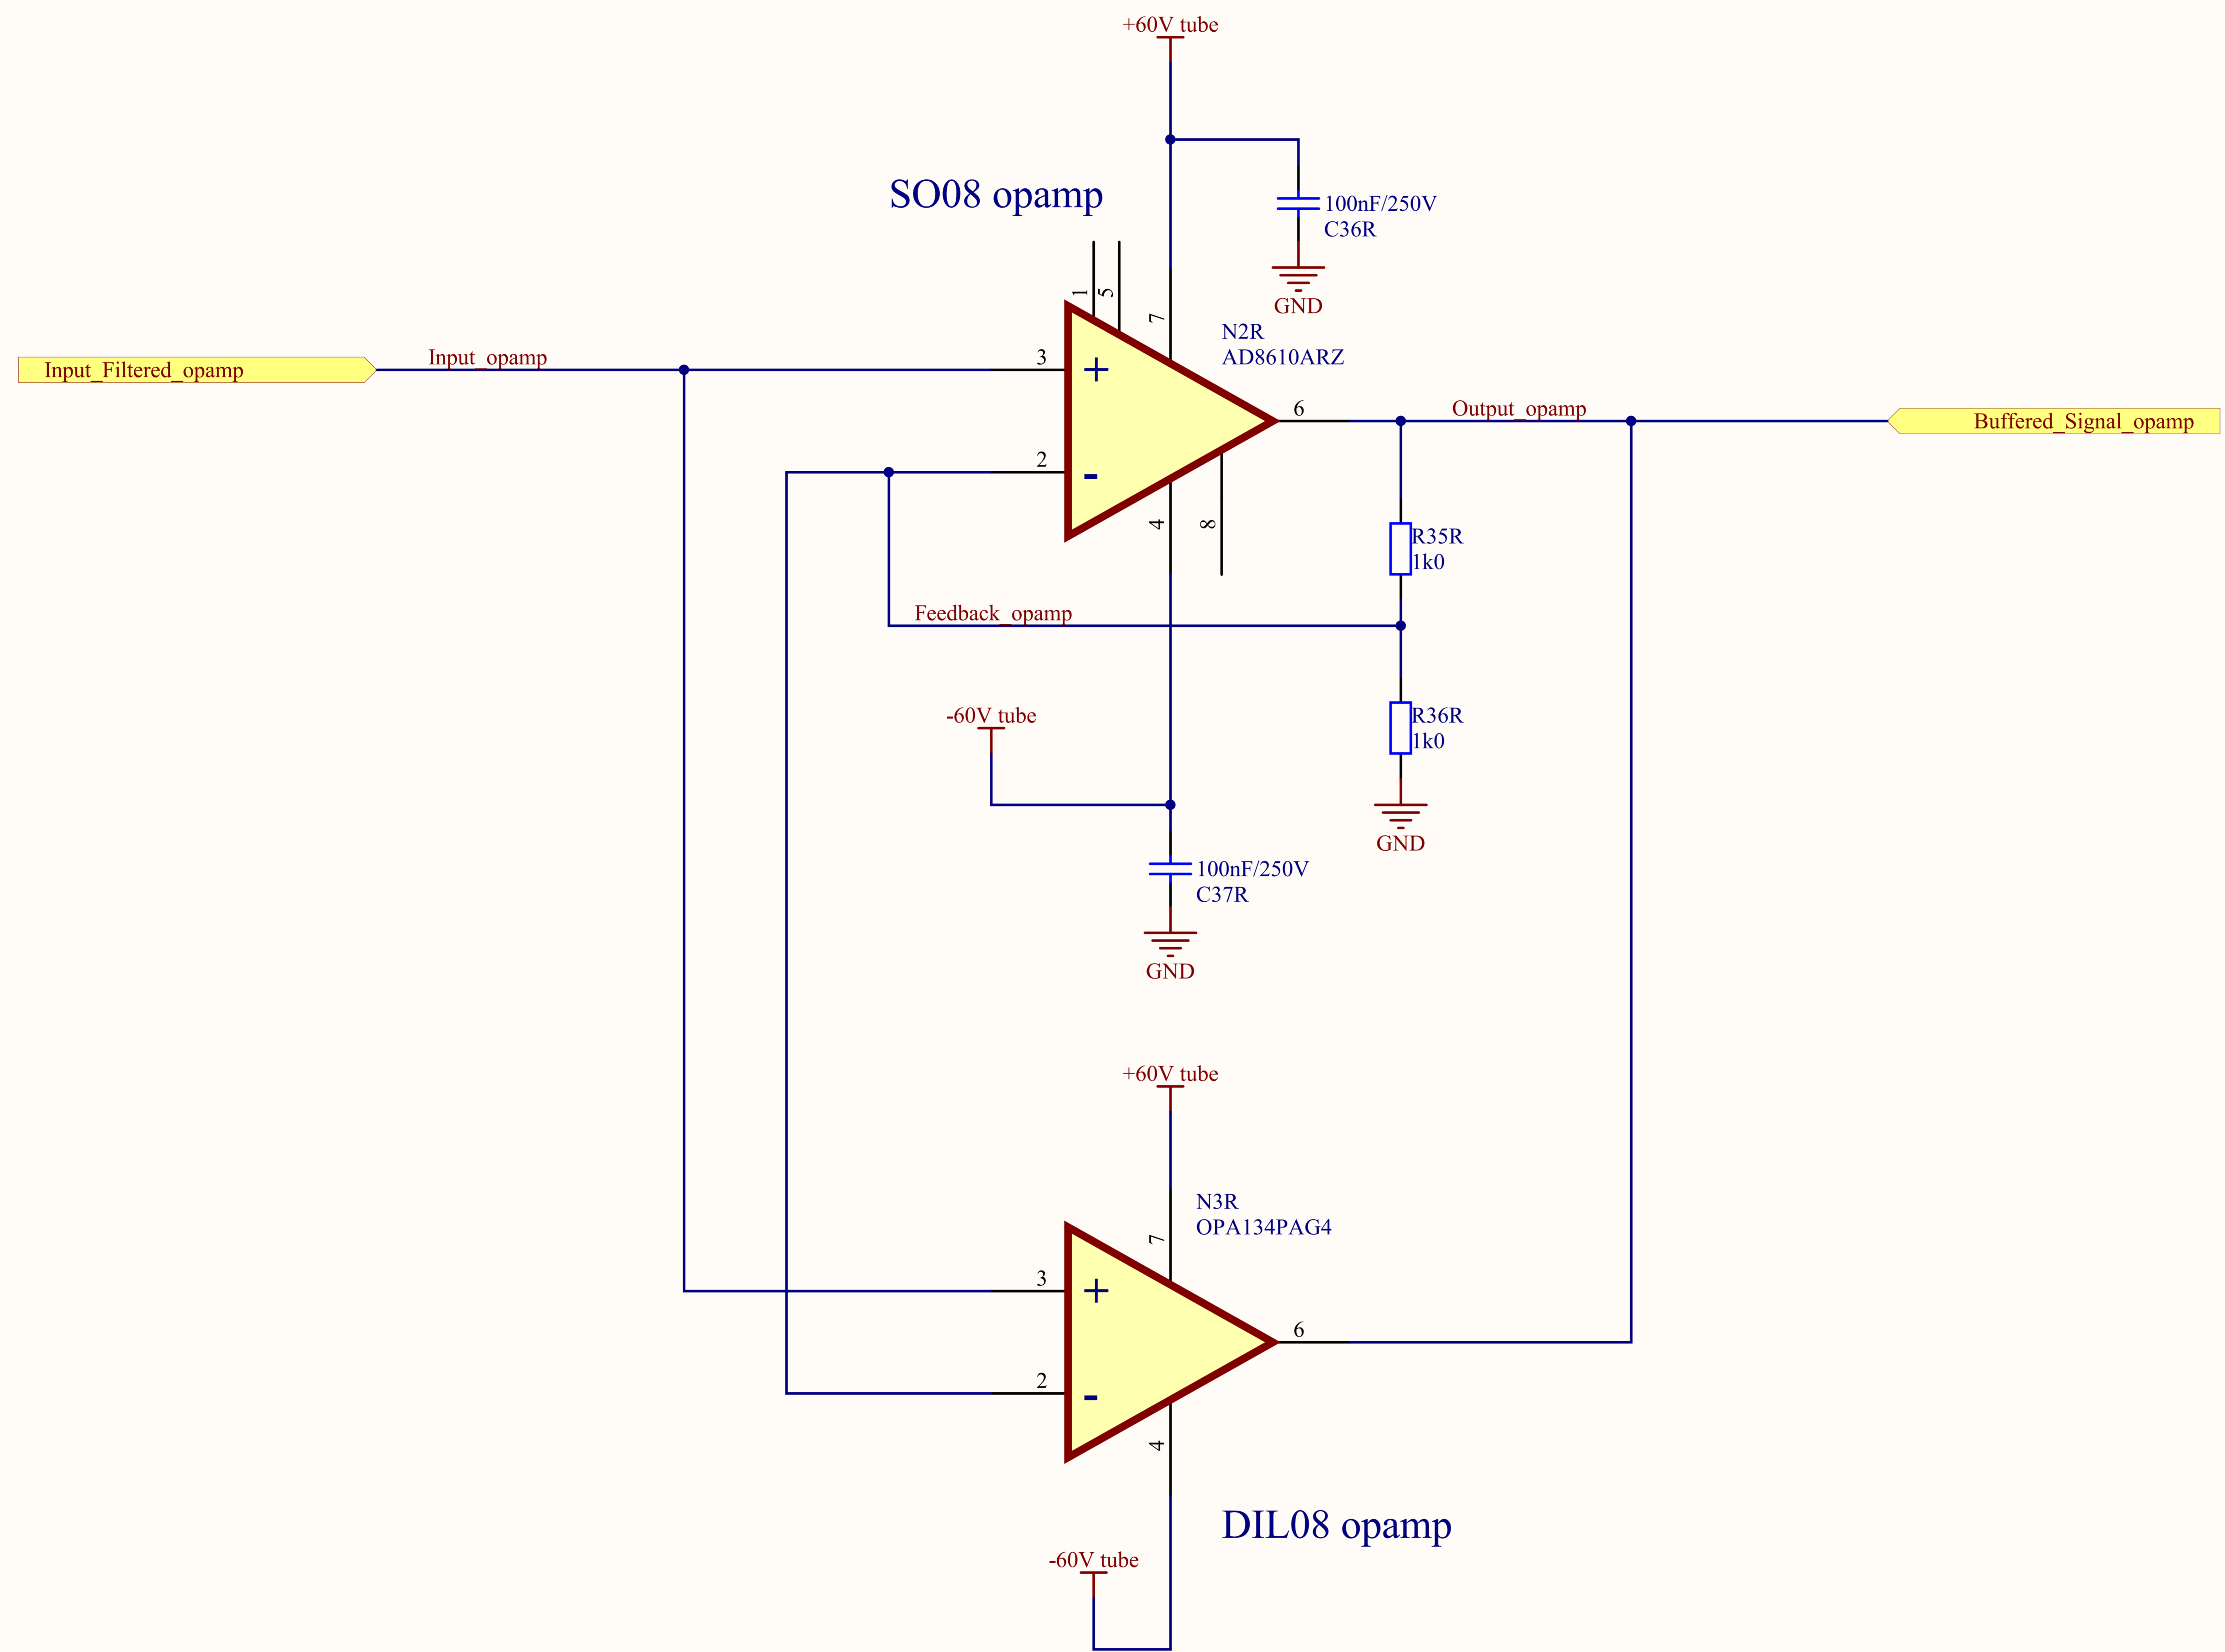 +60V tube
SO08 opamp
100nF/250V
C36R
GND
1
5
7
N2R
AD8610ARZ
Input_Filtered_opamp
Input_opamp
3
+
6
Output_opamp
Buffered_Signal_opamp
2
-
4
8
R35R
1k0
Feedback_opamp
-60V tube
R36R
1k0
GND
100nF/250V
C37R
GND
+60V tube
N3R
OPA134PAG4
7
3
+
6
2
-
4
DIL08 opamp
-60V tube